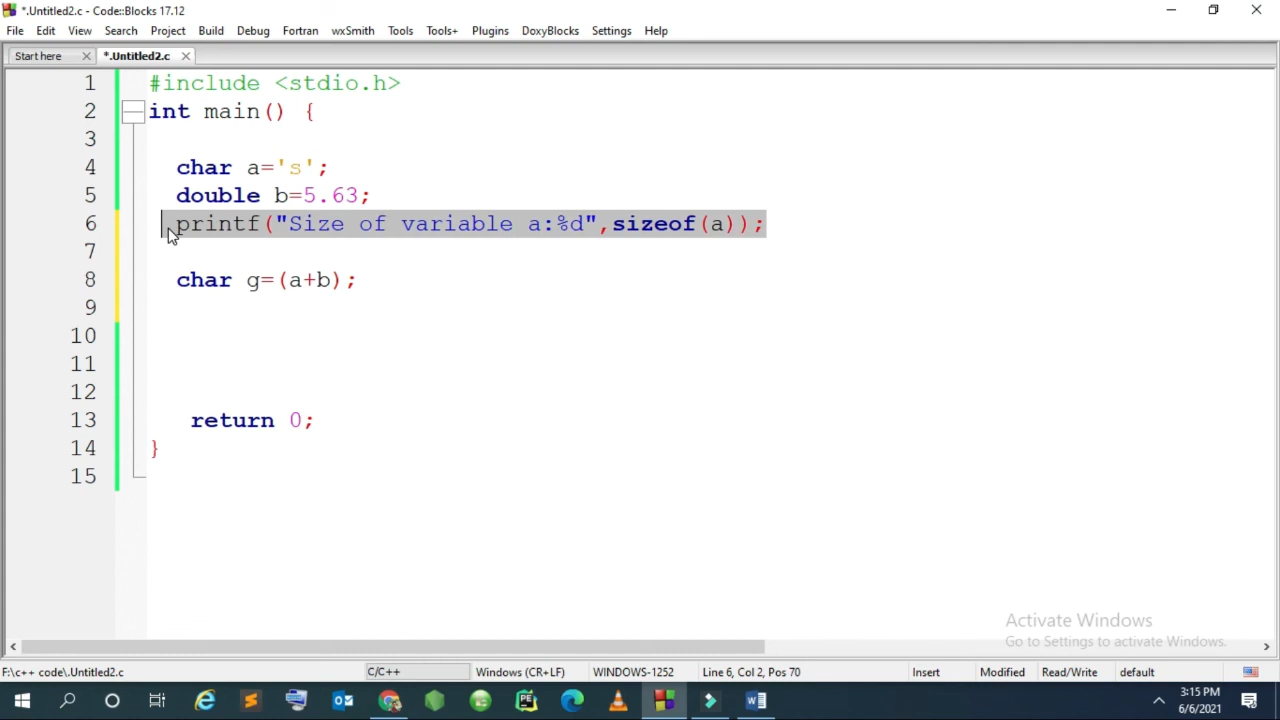 *.Untitled2.c - Code::Blocks 17.12
File Edit View Search Project Build Debug Fortran wxSmith Tools Tools+ Plugins DoxyBlocks Settings Help
Start here *.Untitled2.c
1 #include <stdio.h>
2 int main() {
3
4 char a='s';
5 double b=5.63;
6 printf("Size of variable a:%d",sizeof(a));
7
8 char g=(a+b);
9
10
11
12
13 return 0;
14 }
15
Activate Windows
Go to Settings to activate Windows.
F:\c++ code\.Untitled2.c C/C++ Windows (CR+LF) WINDOWS-1252 Line 6, Col 2, Pos 70 Insert Modified Read/Write default
3:15 PM
6/6/2021